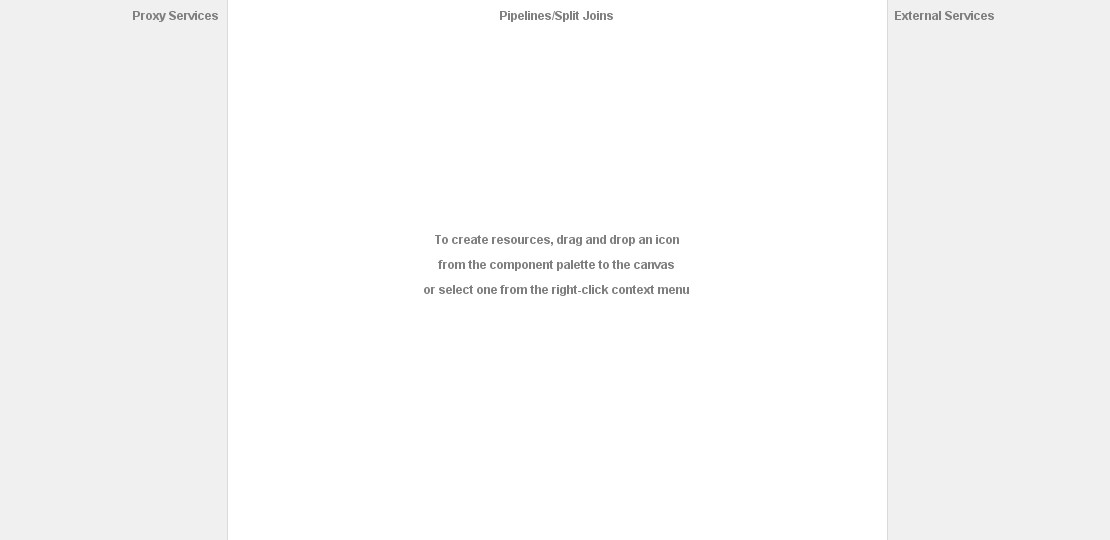 Proxy Services
Pipelines/Split Joins
External Services
To create resources, drag and drop an icon
from the component palette to the canvas
or select one from the right-click context menu